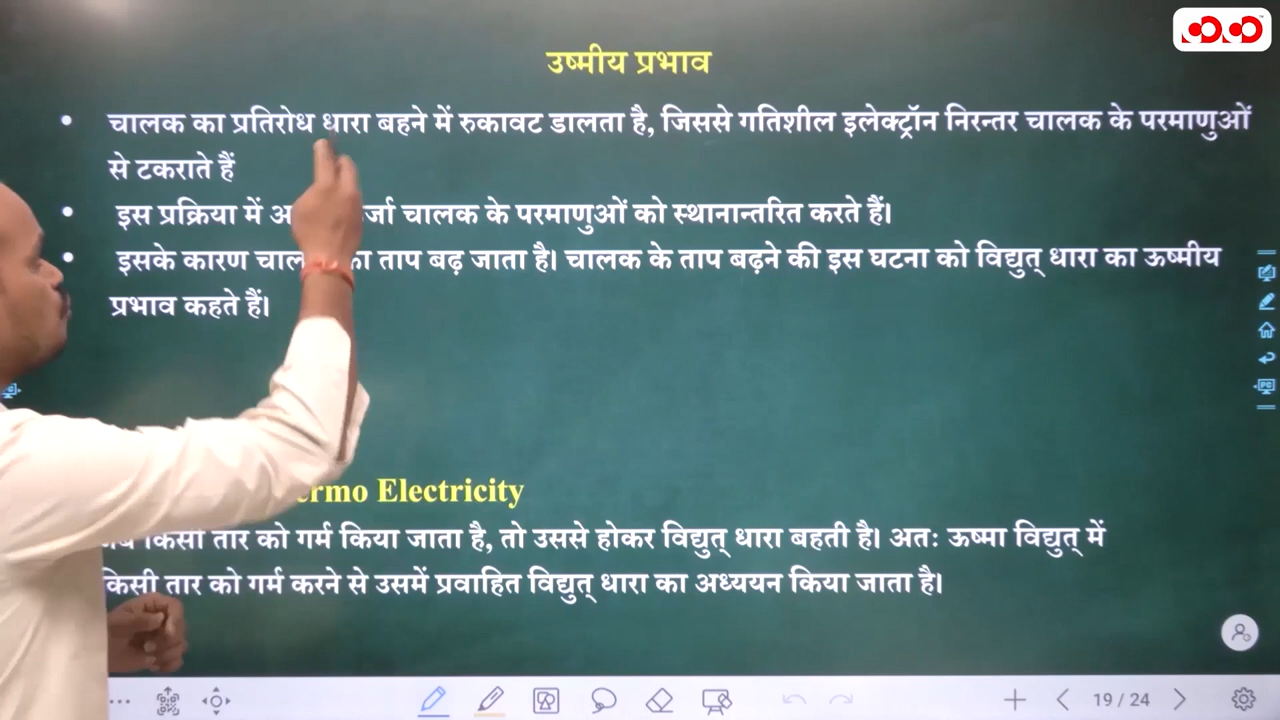 उष्मीय प्रभाव
• चालक का प्रतिरोध धारा बहने में रुकावट डालता है, जिससे गतिशील इलेक्ट्रॉन निरन्तर चालक के परमाणुओं
से टकराते हैं
• इस प्रक्रिया में चालक के परमाणुओं को स्थानान्तरित करते हैं।
• इसके कारण ताप बढ़ जाता है। चालक के ताप बढ़ने की इस घटना को विद्युत् धारा का ऊष्मीय
प्रभाव कहते हैं।
Electricity
किसी तार को गर्म किया जाता है, तो उससे होकर विद्युत् धारा बहती है। अतः ऊष्मा विद्युत् में
किसी तार को गर्म करने से उसमें प्रवाहित विद्युत् धारा का अध्ययन किया जाता है।
19 / 24